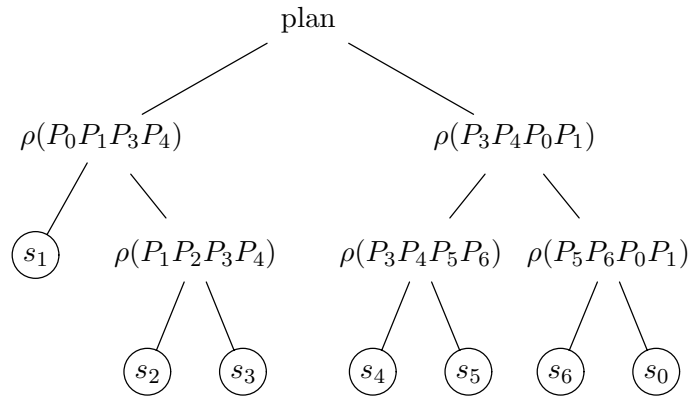 plan
ρ(P₀P₁P₃P₄) ρ(P₃P₄P₀P₁)
s₁ ρ(P₁P₂P₃P₄) ρ(P₃P₄P₅P₆) ρ(P₅P₆P₀P₁)
s₂ s₃ s₄ s₅ s₆ s₀